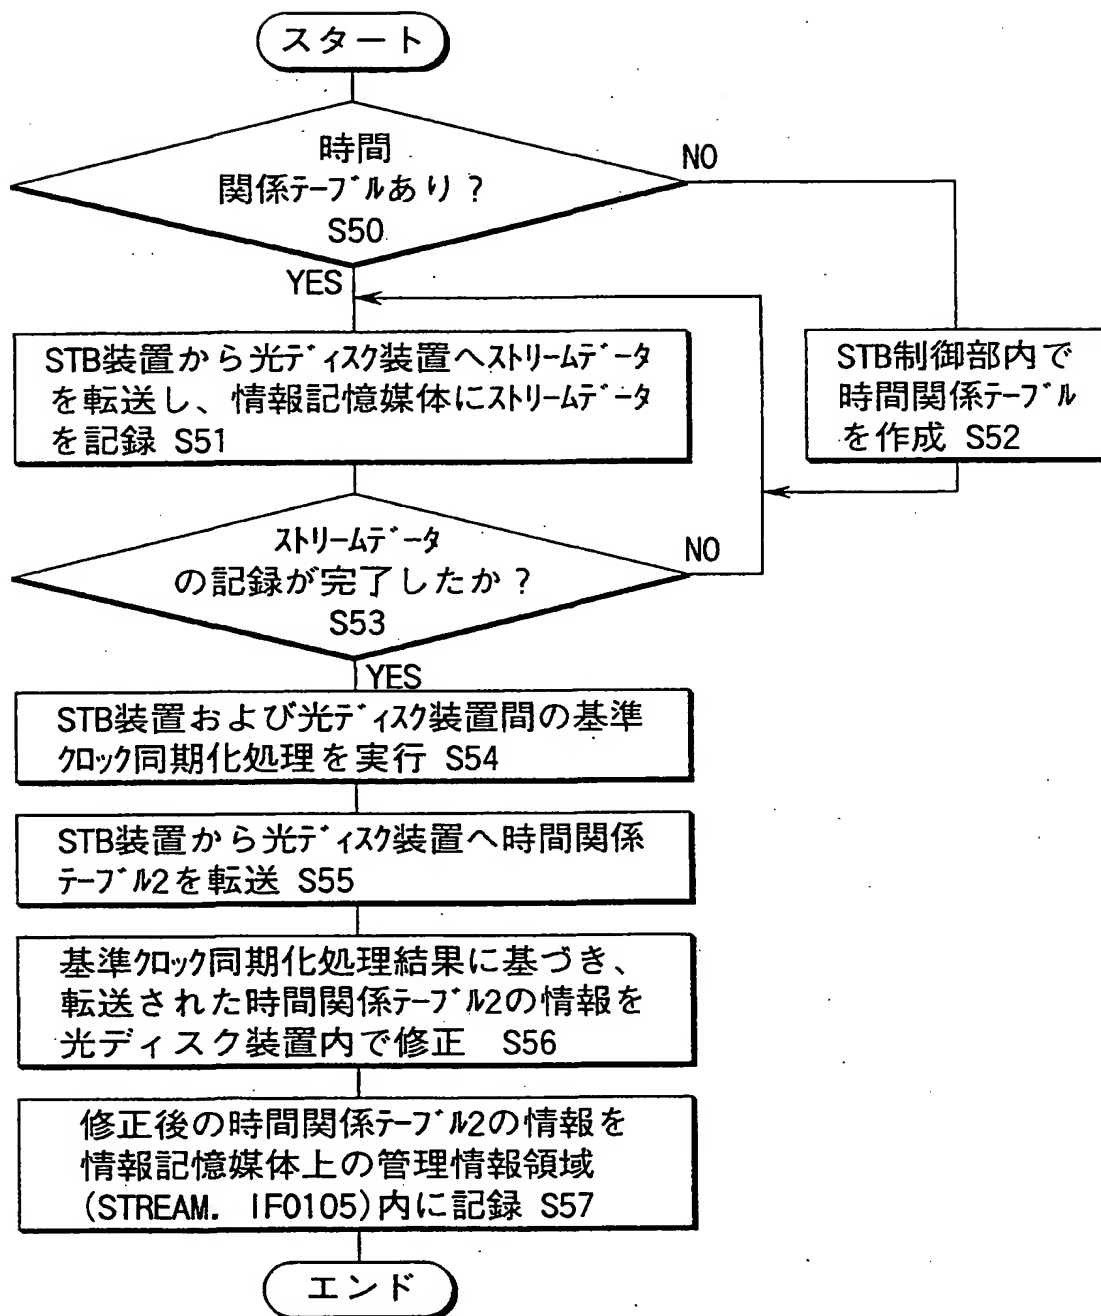 スタート
時間
関係テーブルあり？
S50
NO
YES
STB装置から光ディスク装置へストリームデータ
を転送し、情報記憶媒体にストリームデータ
を記録 S51
STB制御部内で
時間関係テーブル
を作成 S52
ストリームデータ
の記録が完了したか？
S53
NO
YES
STB装置および光ディスク装置間の基準
クロック同期化処理を実行 S54
STB装置から光ディスク装置へ時間関係
テーブル2を転送 S55
基準クロック同期化処理結果に基づき、
転送された時間関係テーブル2の情報を
光ディスク装置内で修正 S56
修正後の時間関係テーブル2の情報を
情報記憶媒体上の管理情報領域
(STREAM. IFO105)内に記録 S57
エンド